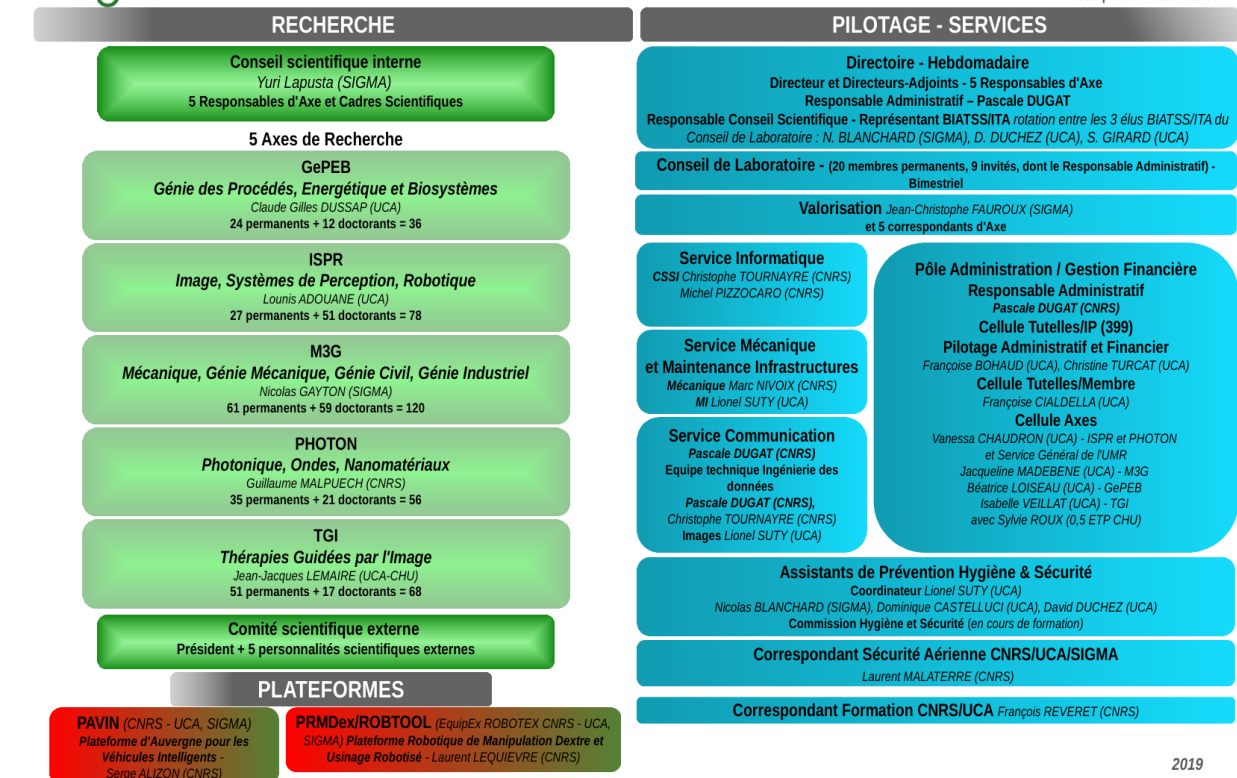 RECHERCHE
Conseil scientifique interne
Yuri Lapusta (SIGMA)
5 Responsables d'Axe et Cadres Scientifiques
5 Axes de Recherche
GePEB
Génie des Procédés, Energétique et Biosystèmes
Claude Gilles DUSSAP (UCA)
24 permanents + 12 doctorants = 36
ISPR
Image, Systèmes de Perception, Robotique
Lounis ADOUANE (UCA)
27 permanents + 51 doctorants = 78
M3G
Mécanique, Génie Mécanique, Génie Civil, Génie Industriel
Nicolas GAYTON (SIGMA)
61 permanents + 59 doctorants = 120
PHOTON
Photonique, Ondes, Nanomatériaux
Guillaume MALPUECH (CNRS)
35 permanents + 21 doctorants = 56
TGI
Thérapies Guidées par l'Image
Jean-Jacques LEMAIRE (UCA-CHU)
51 permanents + 17 doctorants = 68
Comité scientifique externe
Président + 5 personnalités scientifiques externes
PLATEFORMES
PAVIN (CNRS - UCA, SIGMA)
Plateforme d'Auvergne pour les
Véhicules Intelligents -
Serge ALIZON (CNRS)
PRMDex/ROBTOOL (EquipEx ROBOTEX CNRS - UCA,
SIGMA) Plateforme Robotique de Manipulation Dextre et
Usinage Robotisé - Laurent LEQUIEVRE (CNRS)
PILOTAGE - SERVICES
Directoire - Hebdomadaire
Directeur et Directeurs-Adjoints - 5 Responsables d'Axe
Responsable Administratif – Pascale DUGAT
Responsable Conseil Scientifique - Représentant BIATSS/ITA rotation entre les 3 élus BIATSS/ITA du
Conseil de Laboratoire : N. BLANCHARD (SIGMA), D. DUCHEZ (UCA), S. GIRARD (UCA)
Conseil de Laboratoire - (20 membres permanents, 9 invités, dont le Responsable Administratif) -
Bimestriel
Valorisation Jean-Christophe FAUROUX (SIGMA)
et 5 correspondants d'Axe
Service Informatique
CSSI Christophe TOURNAYRE (CNRS)
Michel PIZZOCARO (CNRS)
Service Mécanique
et Maintenance Infrastructures
Mécanique Marc NIVOIX (CNRS)
MI Lionel SUTY (UCA)
Service Communication
Pascale DUGAT (CNRS)
Equipe technique Ingénierie des
données
Pascale DUGAT (CNRS),
Christophe TOURNAYRE (CNRS)
Images Lionel SUTY (UCA)
Pôle Administration / Gestion Financière
Responsable Administratif
Pascale DUGAT (CNRS)
Cellule Tutelles/IP (399)
Pilotage Administratif et Financier
Françoise BOHAUD (UCA), Christine TURCAT (UCA)
Cellule Tutelles/Membre
Françoise CIALDELLA (UCA)
Cellule Axes
Vanessa CHAUDRON (UCA) - ISPR et PHOTON
et Service Général de l'UMR
Jacqueline MADEBENE (UCA) - M3G
Béatrice LOISEAU (UCA) - GePEB
Isabelle VEILLAT (UCA) - TGI
avec Sylvie ROUX (0,5 ETP CHU)
Assistants de Prévention Hygiène & Sécurité
Coordinateur Lionel SUTY (UCA)
Nicolas BLANCHARD (SIGMA), Dominique CASTELLUCI (UCA), David DUCHEZ (UCA)
Commission Hygiène et Sécurité (en cours de formation)
Correspondant Sécurité Aérienne CNRS/UCA/SIGMA
Laurent MALATERRE (CNRS)
Correspondant Formation CNRS/UCA François REVERET (CNRS)
2019